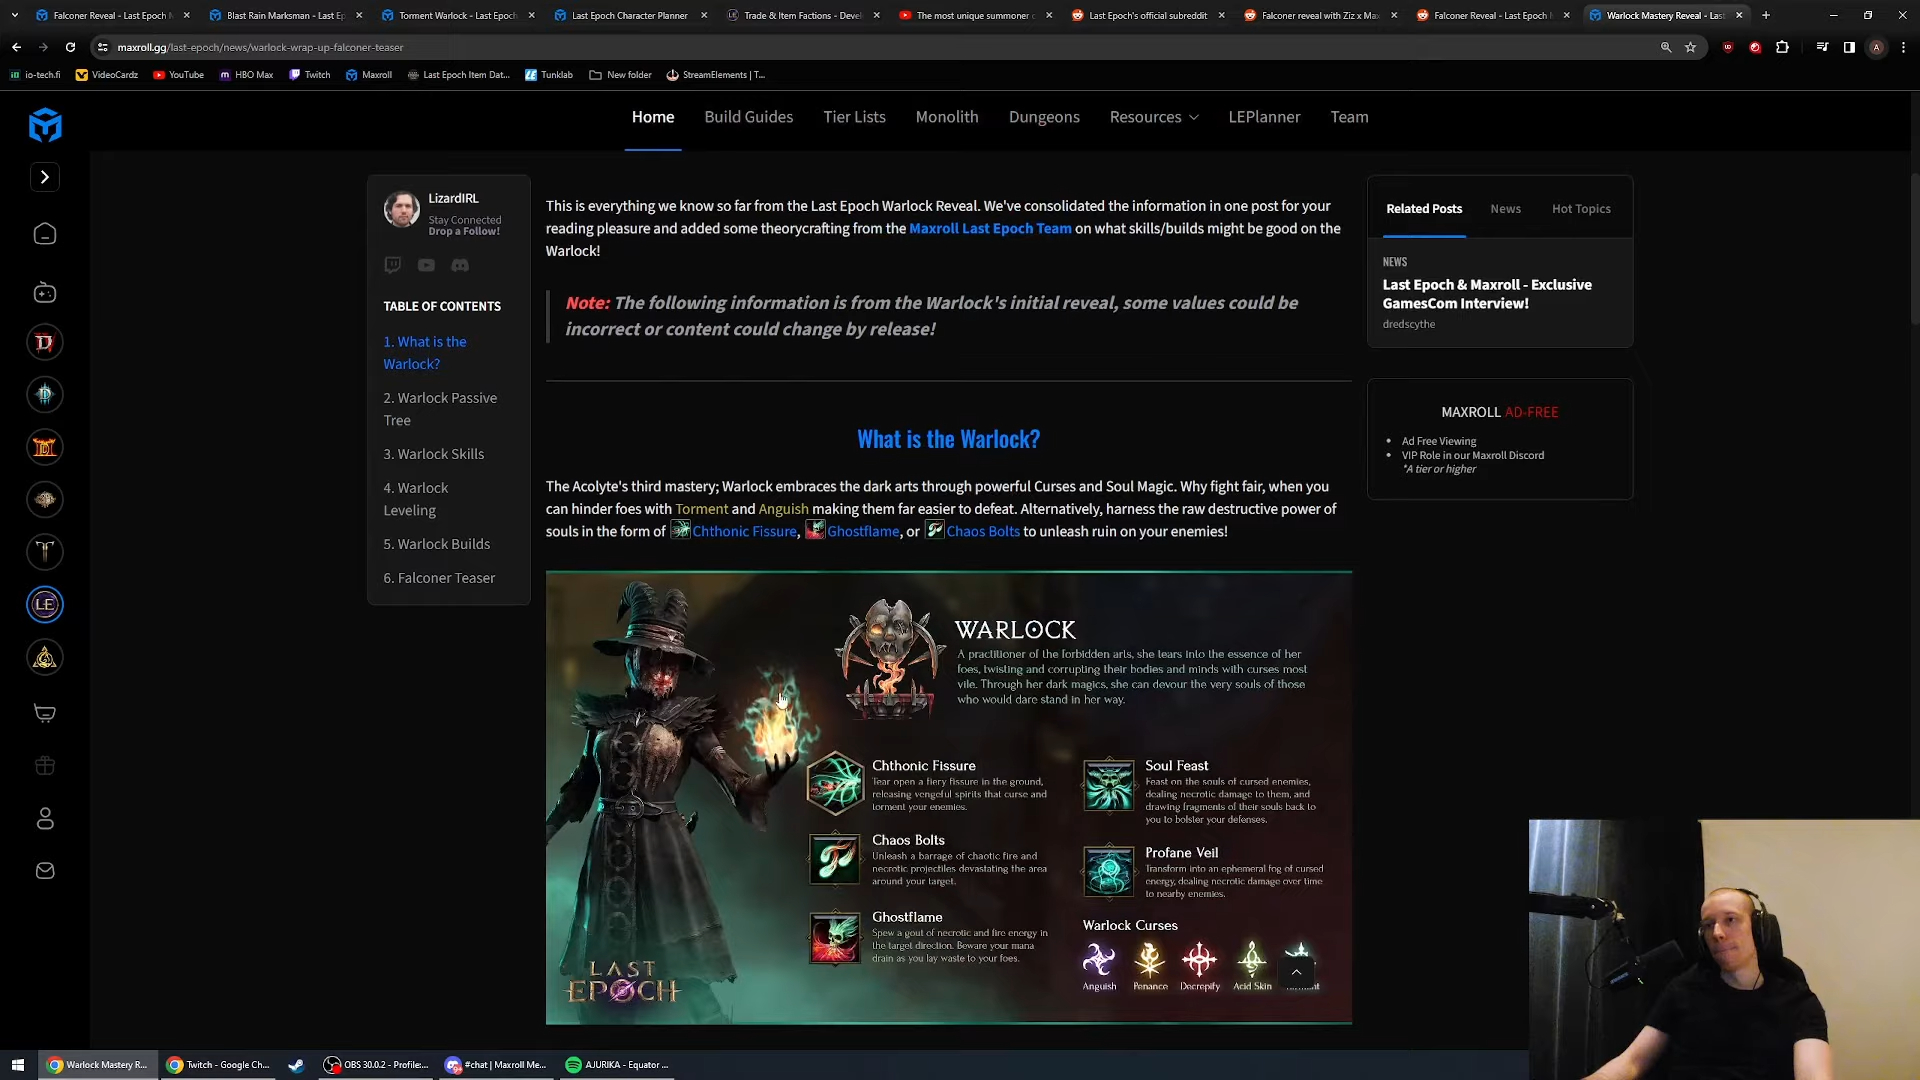 Falconer Reveal - Last Epoch M
Blast Rain Marksman - Last Ep
Torment Warlock - Last Epoch
Last Epoch Character Planner
Trade & Item Factions - Deve
The most unique summoner
Last Epoch's official subreddit
Falconer reveal with Ziz x Max
Falconer Reveal - Last Epoch
Warlock Mastery Reveal - Las
maxroll.gg/last-epoch/news/warlock-wrap-up-falconer-teaser
io-tech.fi
VideoCardz
YouTube
HBO Max
Twitch
Maxroll
Last Epoch Item Dat...
Tunklab
New folder
StreamElements | T...
Home
Build Guides
Tier Lists
Monolith
Dungeons
Resources
LEPlanner
Team
LizardIRL
Stay Connected
Drop a Follow!
TABLE OF CONTENTS
1. What is the
Warlock?
2. Warlock Passive
Tree
3. Warlock Skills
4. Warlock
Leveling
5. Warlock Builds
6. Falconer Teaser
This is everything we know so far from the Last Epoch Warlock Reveal. We've consolidated the information in one post for your
reading pleasure and added some theorycrafting from the Maxroll Last Epoch Team on what skills/builds might be good on the
Warlock!
Note: The following information is from the Warlock's initial reveal, some values could be
incorrect or content could change by release!
What is the Warlock?
The Acolyte's third mastery; Warlock embraces the dark arts through powerful Curses and Soul Magic. Why fight fair, when you
can hinder foes with Torment and Anguish making them far easier to defeat. Alternatively, harness the raw destructive power of
souls in the form of Chthonic Fissure, Ghostflame, or Chaos Bolts to unleash ruin on your enemies!
WARLOCK
A practitioner of the forbidden arts, she tears into the essence of her
foes, twisting and corrupting their bodies and minds with curses most
vile. Through her dark magics, she can devour the very souls of those
who would dare stand in her way.
Chthonic Fissure
Tear open a fiery fissure in the ground,
releasing vengeful spirits that curse and
torment your enemies.
Chaos Bolts
Unleash a barrage of chaotic fire and
necrotic projectiles devastating the area
around your target.
Ghostflame
Spew a gout of necrotic and fire energy in
the target direction. Beware your mana
drain as you lay waste to your foes.
Soul Feast
Feast on the souls of cursed enemies,
dealing necrotic damage to them, and
drawing fragments of their souls back to
you to bolster your defenses.
Profane Veil
Transform into an ephemeral fog of cursed
energy, dealing necrotic damage over time
to nearby enemies.
Warlock Curses
Anguish
Penance
Decrepify
Acid Skin
LAST
EPOCH
Related Posts
News
Hot Topics
NEWS
Last Epoch & Maxroll - Exclusive
GamesCom Interview!
dredscythe
MAXROLL AD-FREE
• Ad Free Viewing
• VIP Role in our Maxroll Discord
*A tier or higher
LE
Warlock Mastery R...
Twitch - Google Ch...
OBS 30.0.2 - Profile:...
#chat | Maxroll Me...
AJURIKA - Equator ...